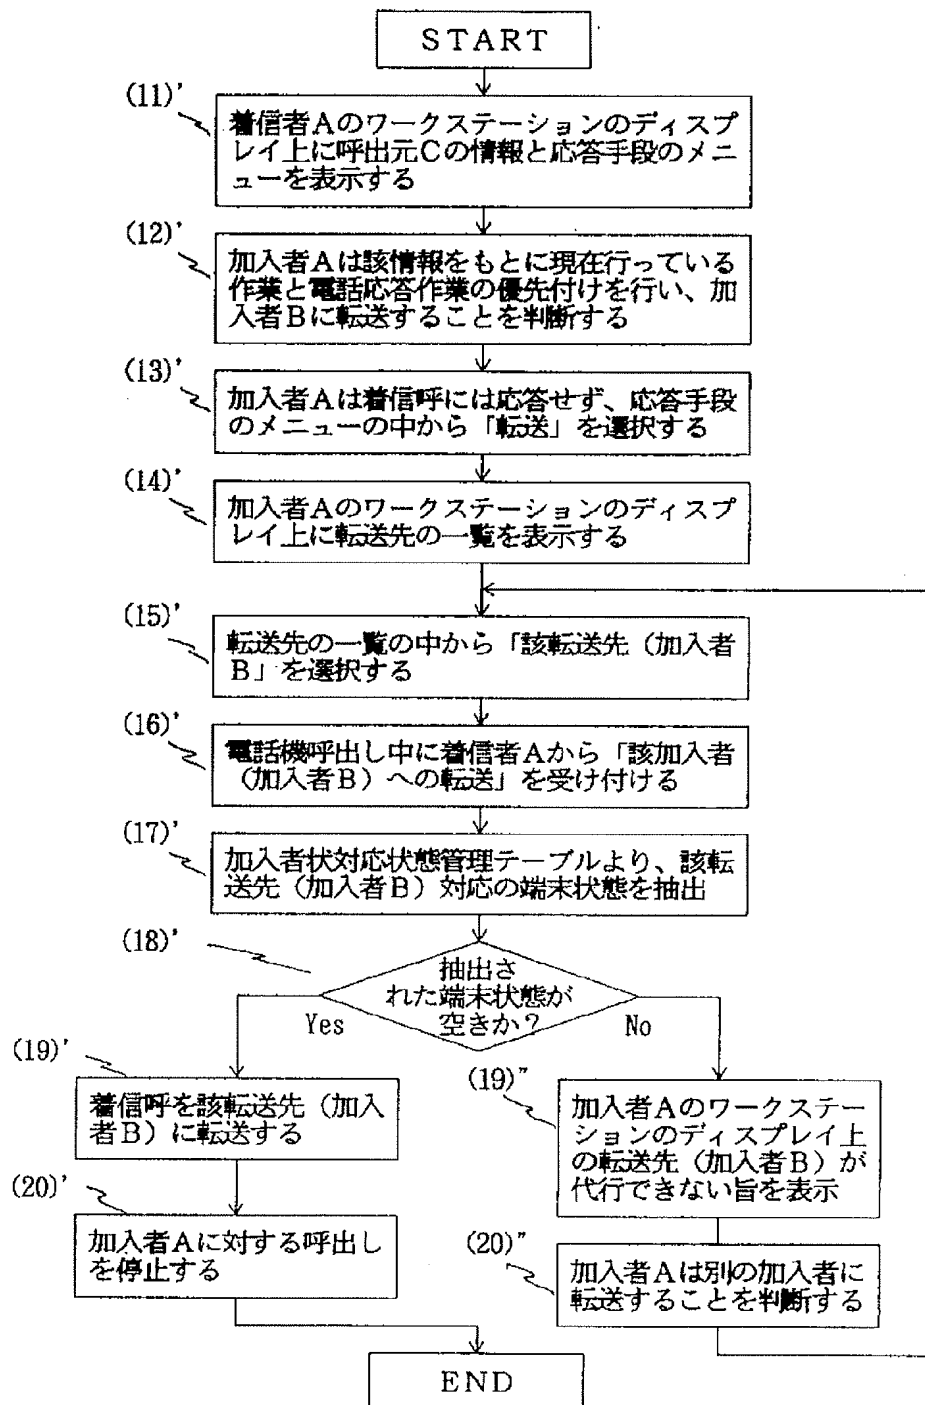 START
(11)'
着信者Aのワークステーションのディスプ
レイ上に呼出元Cの情報と応答手段のメニ
ューを表示する
(12)'
加入者Aは該情報をもとに現在行っている
作業と電話応答作業の優先付けを行い、加
入者Bに転送することを判断する
(13)'
加入者Aは着信呼には応答せず、応答手段
のメニューの中から「転送」を選択する
(14)'
加入者Aのワークステーションのディスプ
レイ上に転送先の一覧を表示する
(15)'
転送先の一覧の中から「該転送先(加入者
B」を選択する
(16)'
電話機呼出し中に着信者Aから「該加入者
(加入者B)への転送」を受け付ける
(17)'
加入者状対応状態管理テーブルより、該転
送先(加入者B)対応の端末状態を抽出
(18)'
抽出さ
れた端末状態が
空きか?
Yes
No
(19)'
着信呼を該転送先(加入
者B)に転送する
(20)'
加入者Aに対する呼出し
を停止する
(19)"
加入者Aのワークステー
ションのディスプレイ上
の転送先(加入者B)が
代行できない旨を表示
(20)"
加入者Aは別の加入者に
転送することを判断する
END